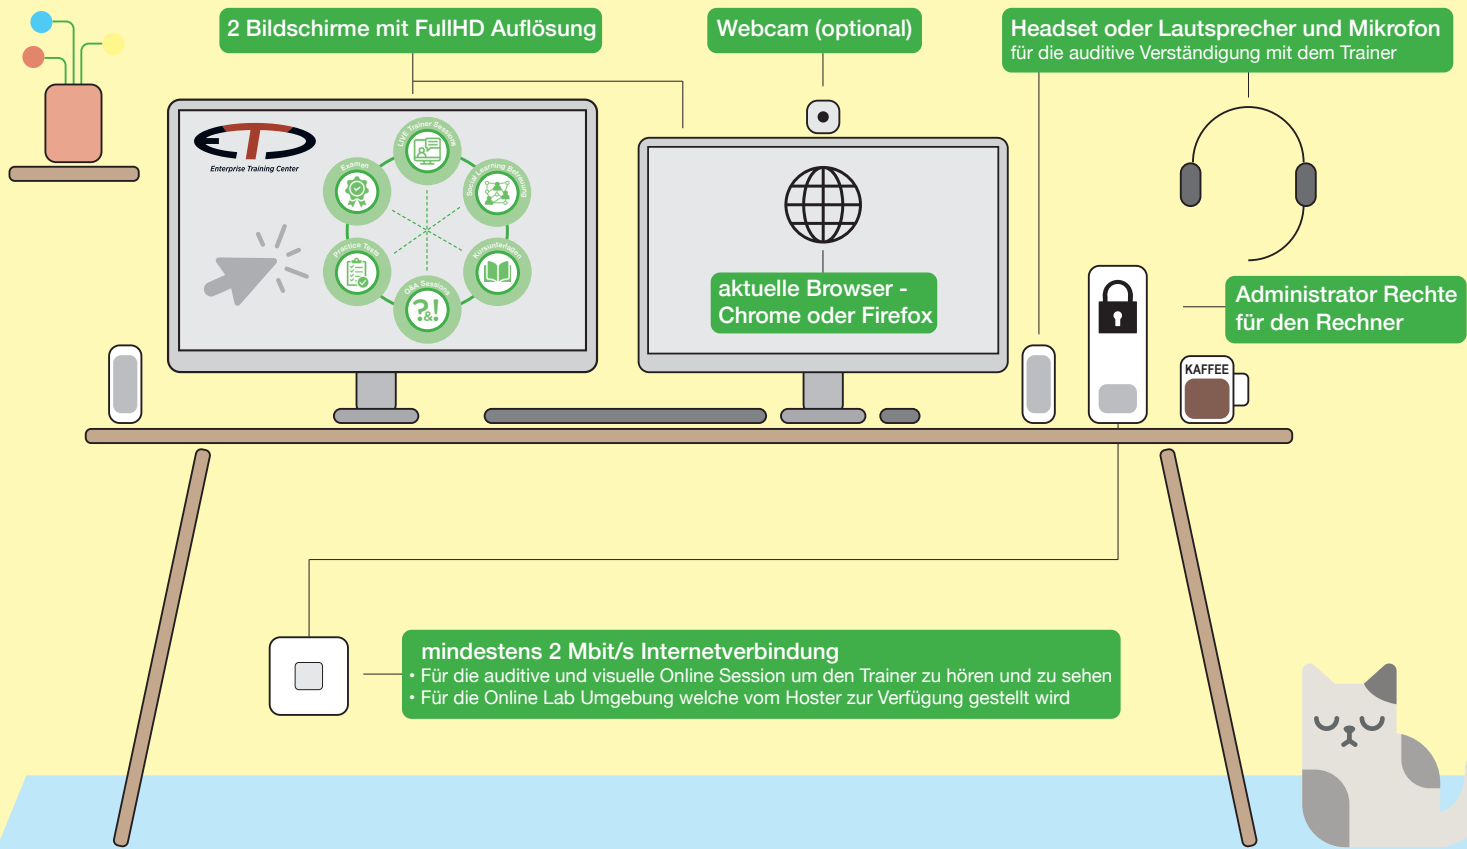 2 Bildschirme mit FullHD Auflösung
Webcam (optional)
Headset oder Lautsprecher und Mikrofon
für die auditive Verständigung mit dem Trainer
ETC
Enterprise Training Center
LIVE Trainer Sessions
Social Learning Betreuung
Kursunterlagen
Q&A Sessions
?&!
Practice Tests
Examen
aktuelle Browser -
Chrome oder Firefox
Administrator Rechte
für den Rechner
KAFFEE
mindestens 2 Mbit/s Internetverbindung
• Für die auditive und visuelle Online Session um den Trainer zu hören und zu sehen
• Für die Online Lab Umgebung welche vom Hoster zur Verfügung gestellt wird